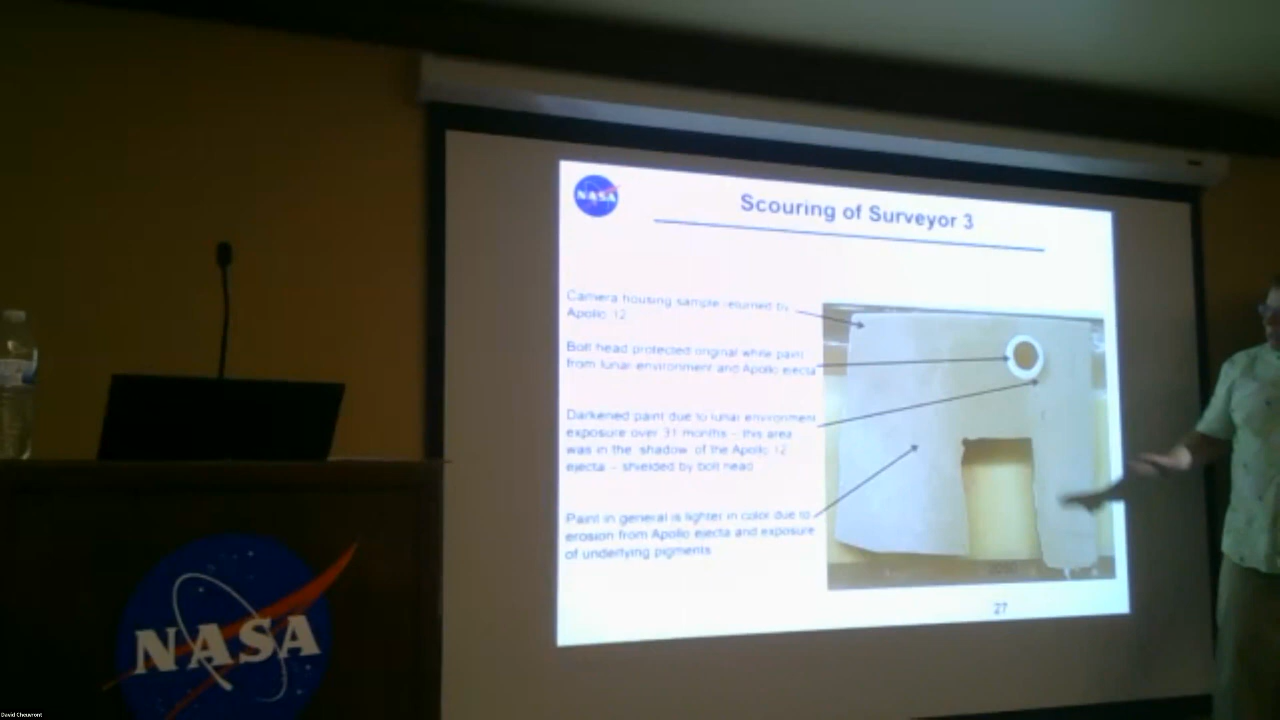 NASA
Scouring of Surveyor 3
Camera housing sample returned by
Apollo 12
Bolt head protected original white paint
from lunar environment and Apollo ejecta
Darkened paint due to lunar environment
exposure over 31 months – this area
was in the shadow of the Apollo 12
ejecta – shielded by bolt head
Paint in general is lighter in color due to
erosion from Apollo ejecta and exposure
of underlying pigments
27
NASA
David Cheuvront